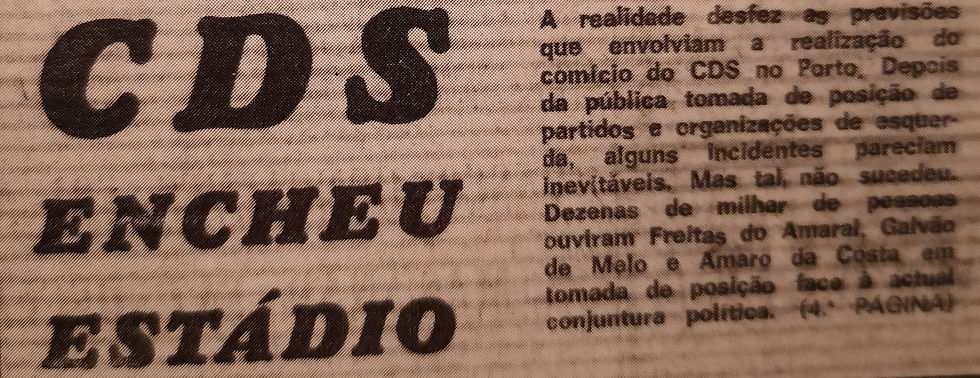 CDS
ENCHEU
ESTÁDIO
A realidade desfez as previsões
que envolviam a realização do
comício do CDS no Porto. Depois
da pública tomada de posição de
partidos e organizações de esquer-
da, alguns incidentes pareciam
inevitáveis. Mas tal não sucedeu.
Dezenas de milhar de pessoas
ouviram Freitas do Amaral, Galvão
de Melo e Amaro da Costa em
tomada de posição face à actual
conjuntura política. (4.ª PÁGINA)